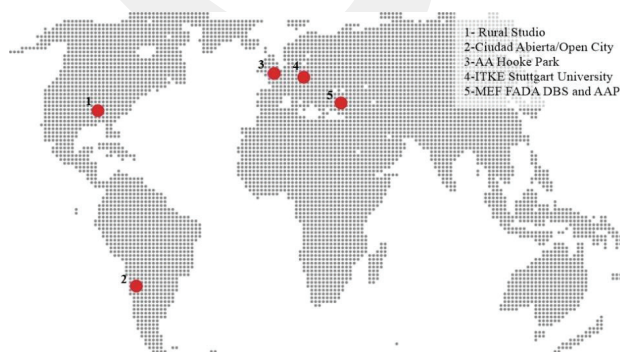 1- Rural Studio
2-Ciudad Abierta/Open City
3-AA Hooke Park
4-ITKE Stuttgart University
5-MEF FADA DBS and AAP
3
4
5
1
2